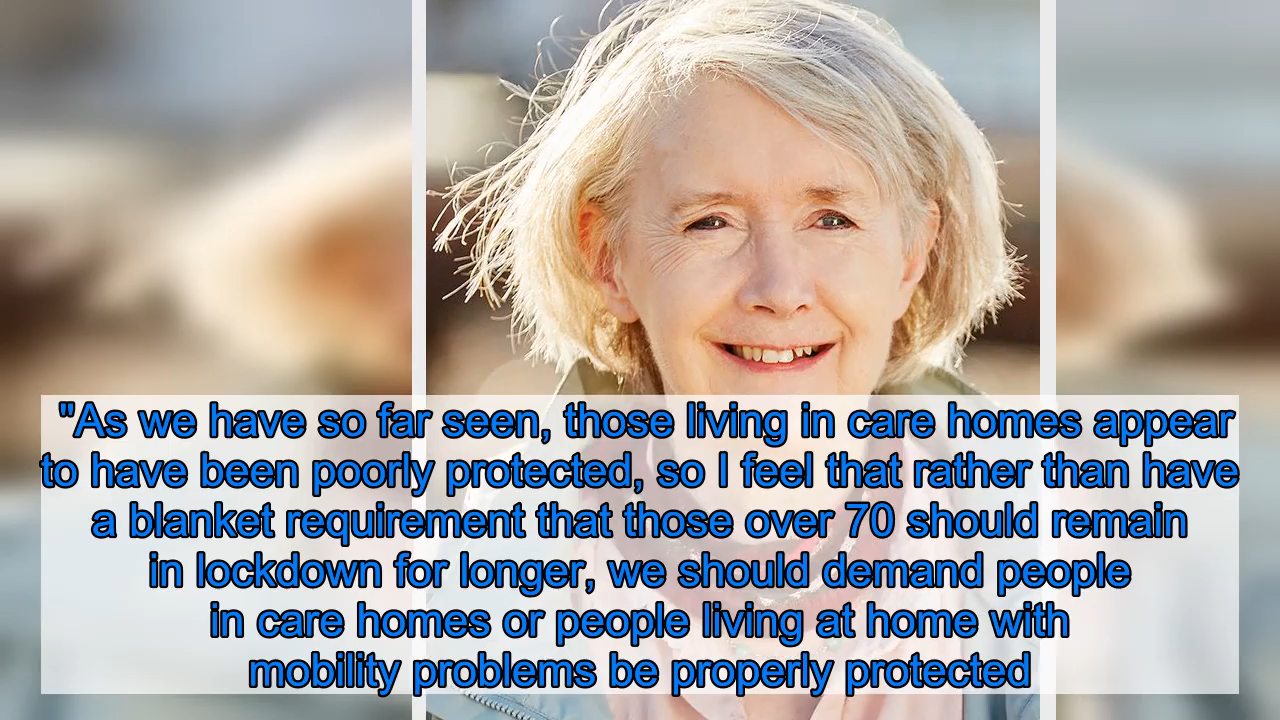 "As we have so far seen, those living in care homes appear
to have been poorly protected, so I feel that rather than have
a blanket requirement that those over 70 should remain
in lockdown for longer, we should demand people
in care homes or people living at home with
mobility problems be properly protected